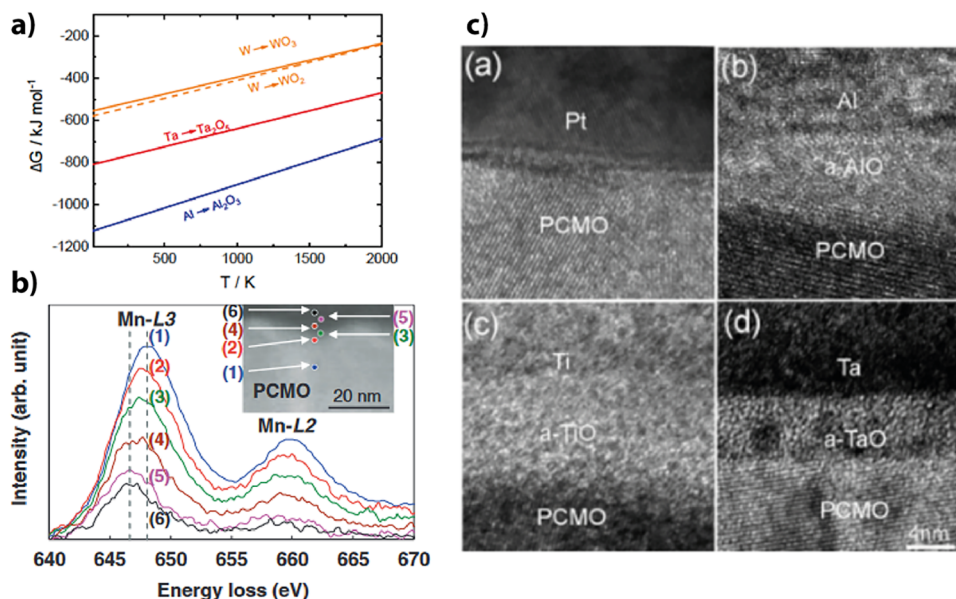 a)
-200
-400
-600
-800
-1000
-1200
ΔG / kJ mol⁻¹
W → WO₃
W → WO₂
Ta → Ta₂O₅
Al → Al₂O₃
500 1000 1500 2000
T / K
b)
Intensity (arb. unit)
Mn-L3
(1)
(2)
(3)
(4)
(5)
(6)
Mn-L2
(6)
(4)
(2)
(1)
(5)
(3)
PCMO
20 nm
640 645 650 655 660 665 670
Energy loss (eV)
c)
(a)
Pt
PCMO
(b)
Al
a-AlO
PCMO
(c)
Ti
a-TiO
PCMO
(d)
Ta
a-TaO
PCMO
4nm